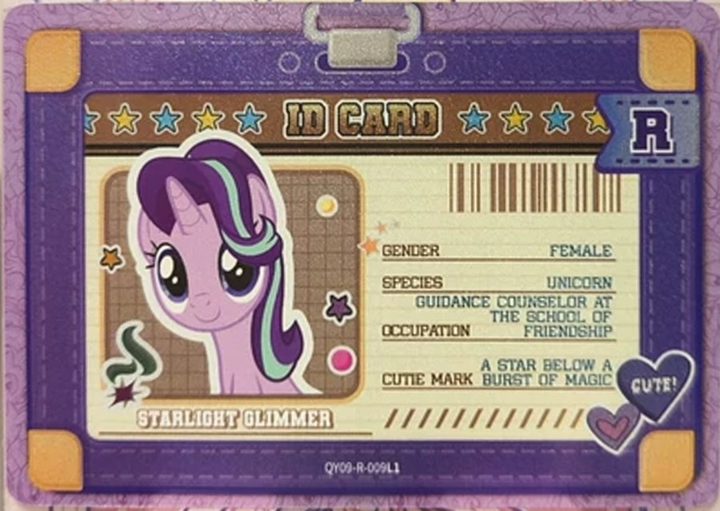 ID CARD
R
GENDER FEMALE
SPECIES UNICORN
GUIDANCE COUNSELOR AT
THE SCHOOL OF
OCCUPATION FRIENDSHIP
A STAR BELOW A
CUTIE MARK BURST OF MAGIC
CUTE!
STARLIGHT GLIMMER
QY09-R-009L1